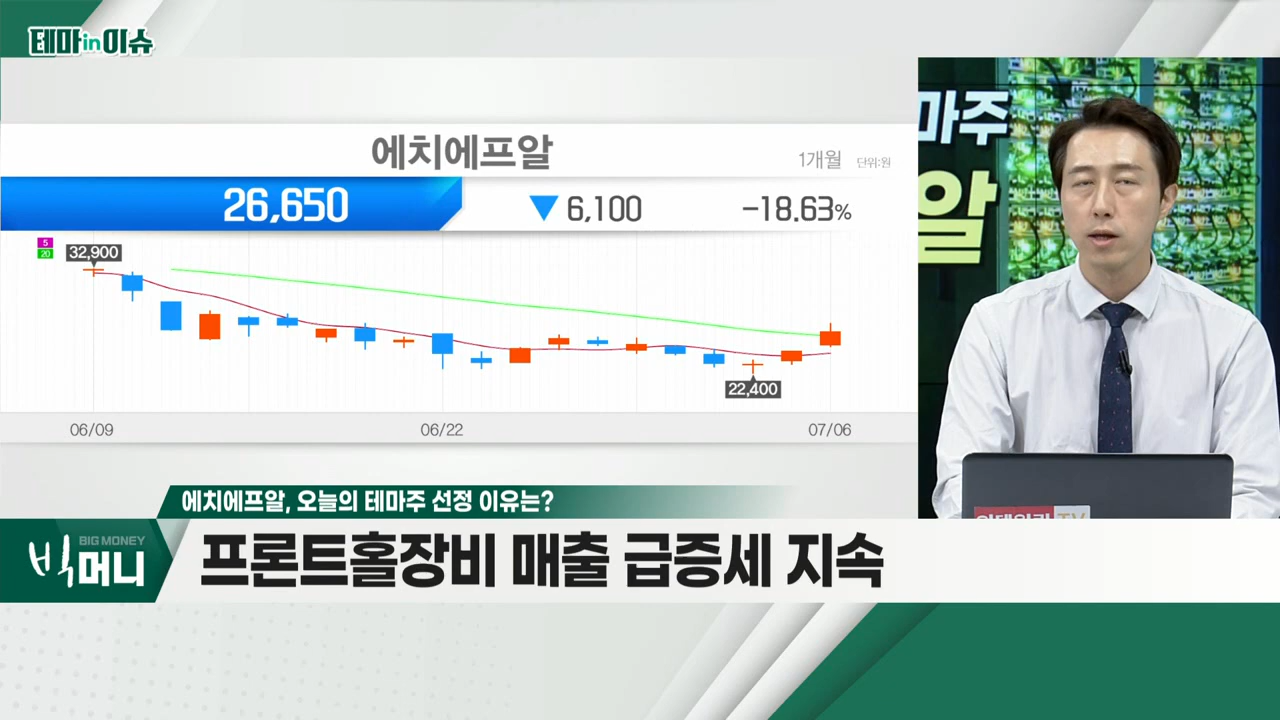 테마in이슈
마주
알
에치에프알
1개월 단위:원
26,650 ▼ 6,100 -18.63%
5
20
32,900
22,400
06/09 06/22 07/06
에치에프알, 오늘의 테마주 선정 이유는?
BIG MONEY
빅머니
프론트홀장비 매출 급증세 지속